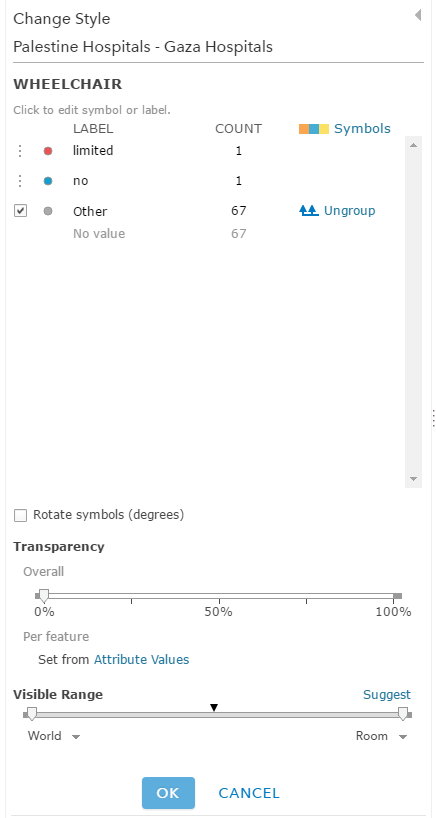 Change Style
Palestine Hospitals - Gaza Hospitals
WHEELCHAIR
Click to edit symbol or label.
LABEL COUNT Symbols
limited 1
no 1
Other 67 Ungroup
No value 67
Rotate symbols (degrees)
Transparency
Overall
0% 50% 100%
Per feature
Set from Attribute Values
Visible Range Suggest
World Room
OK CANCEL